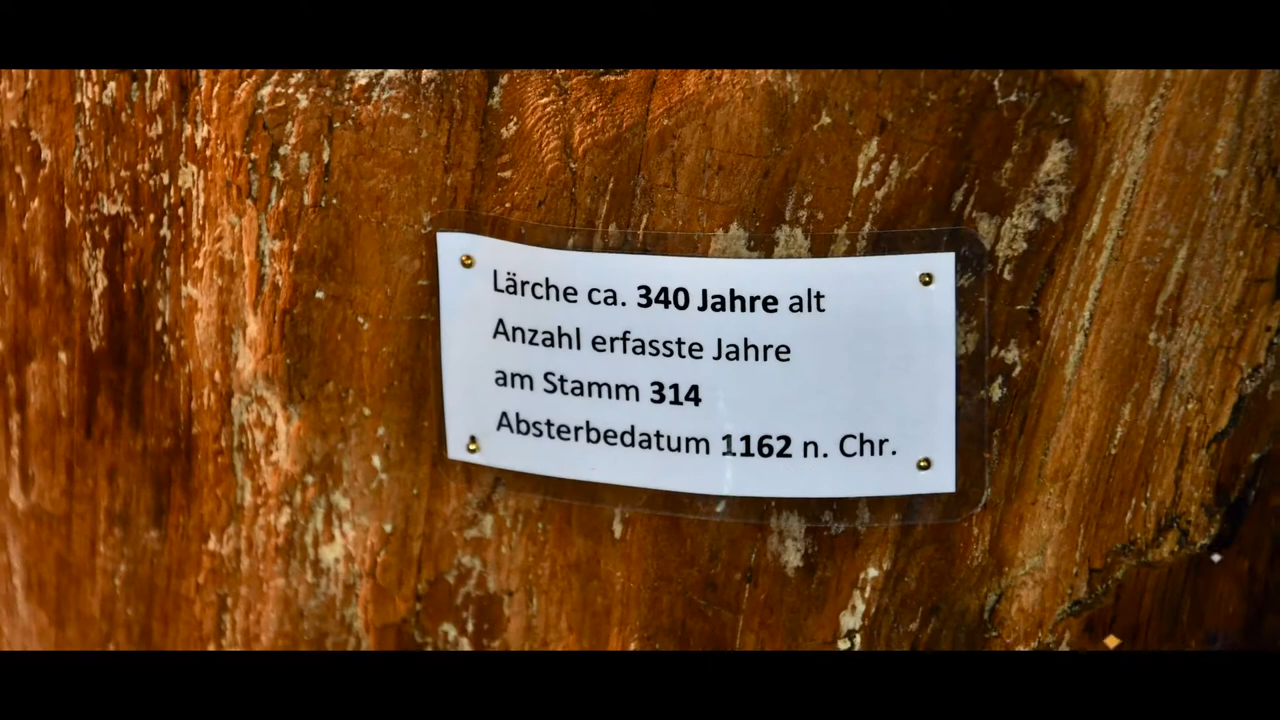 Lärche ca. 340 Jahre alt
Anzahl erfasste Jahre
am Stamm 314
Absterbedatum 1162 n. Chr.